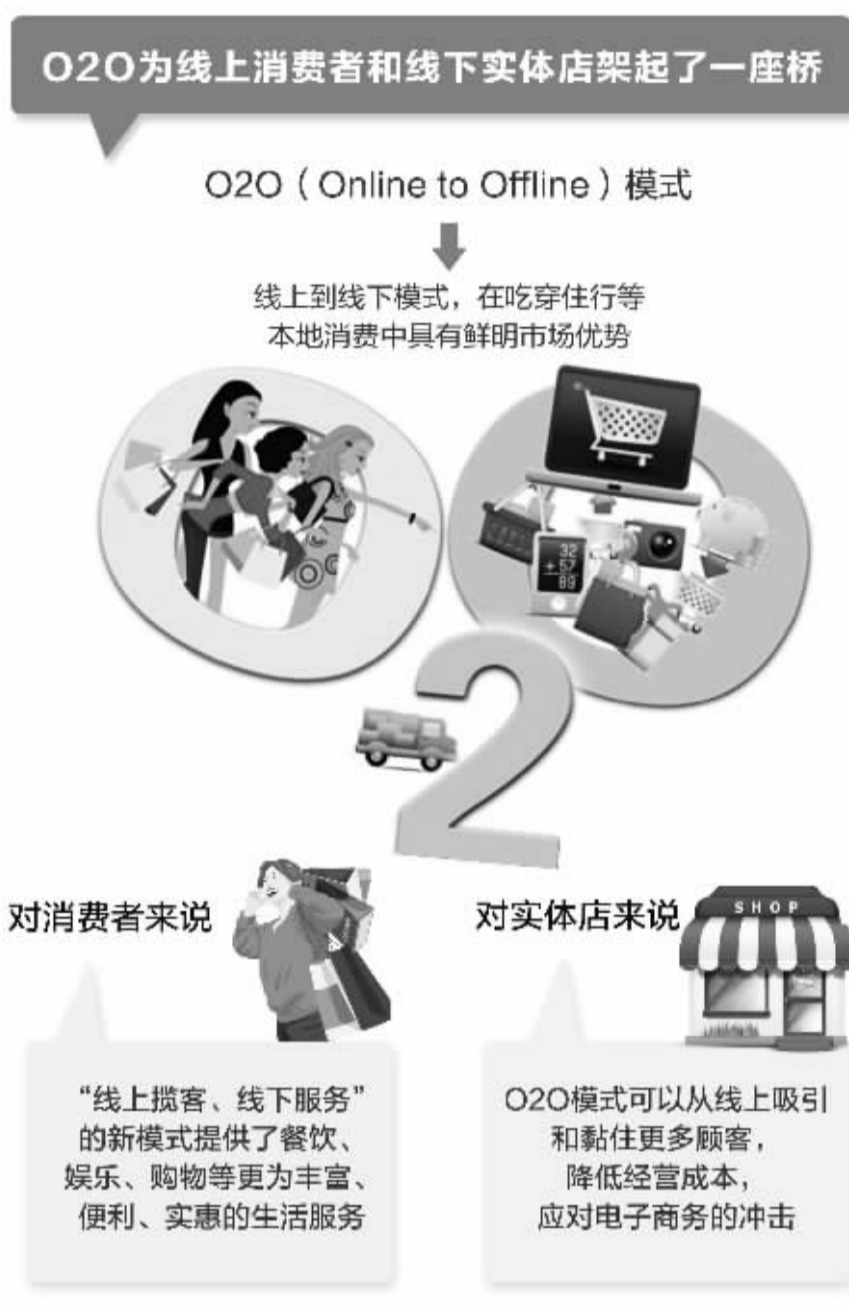 O2O为线上消费者和线下实体店架起了一座桥
O2O（Online to Offline）模式
线上到线下模式，在吃穿住行等
本地消费中具有鲜明市场优势
32
+57
89
2
对消费者来说
对实体店来说
SHOP
“线上揽客、线下服务”
的新模式提供了餐饮、
娱乐、购物等更为丰富、
便利、实惠的生活服务
O2O模式可以从线上吸引
和黏住更多顾客，
降低经营成本，
应对电子商务的冲击